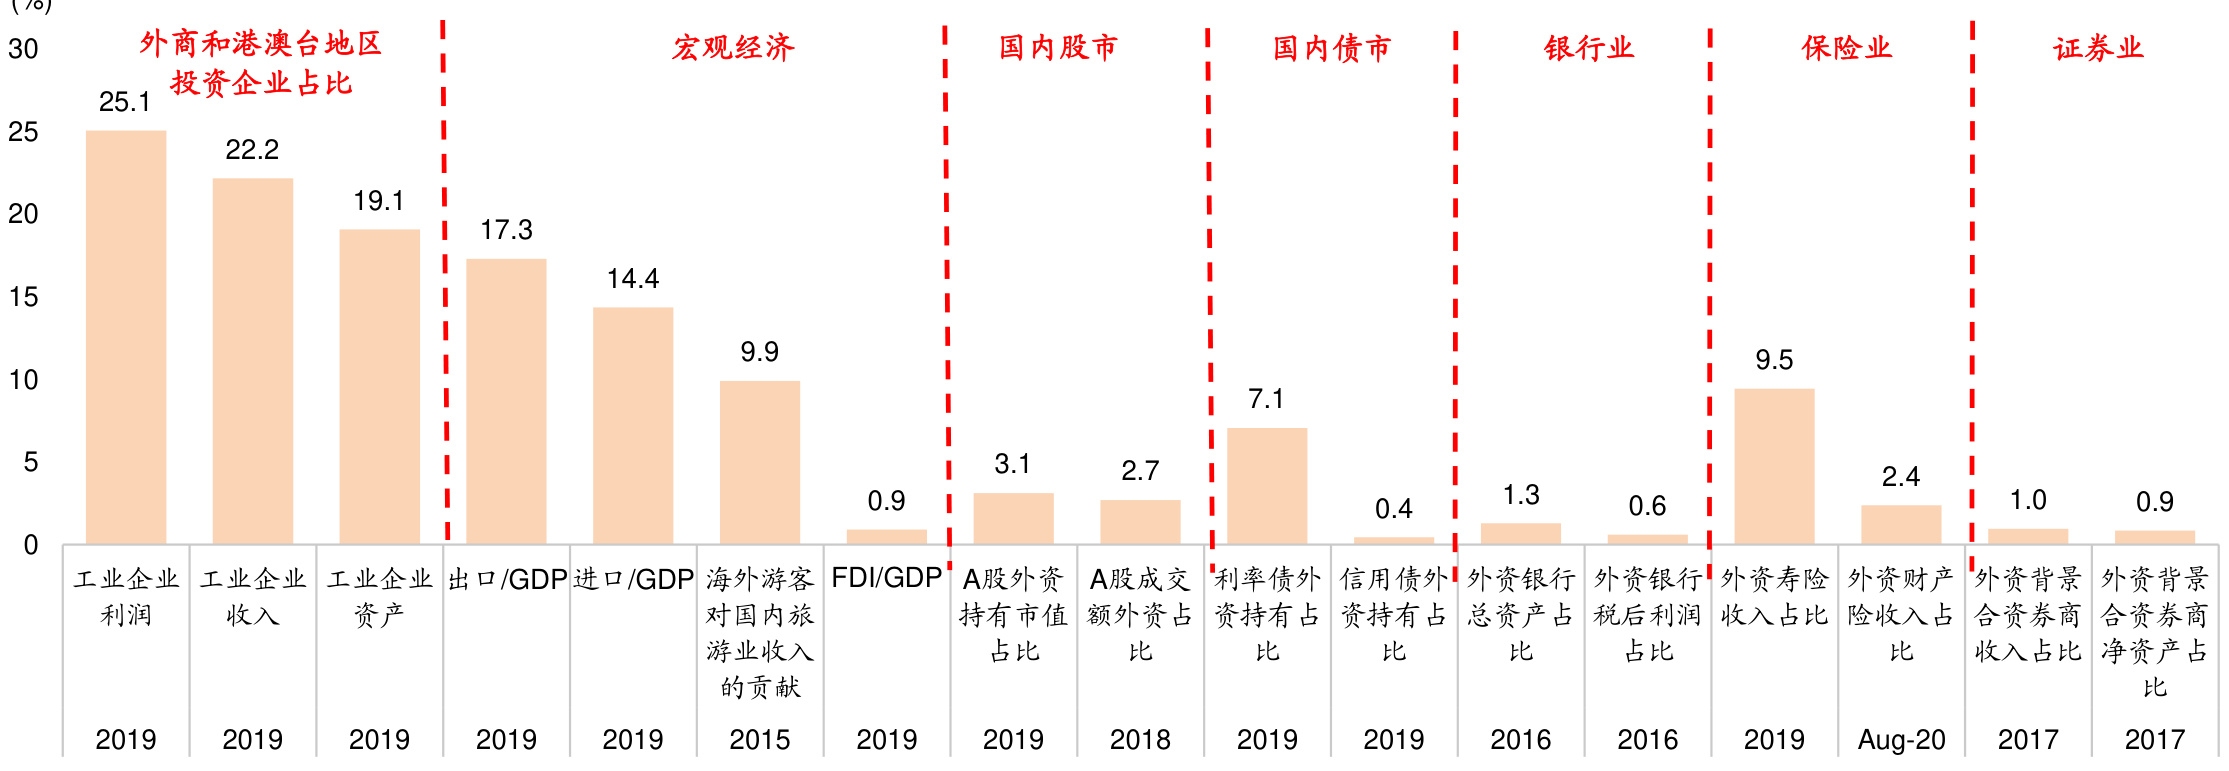 (%)
外商和港澳台地区
投资企业占比
宏观经济
国内股市
国内债市
银行业
保险业
证券业
30
25
20
15
10
5
0
25.1
22.2
19.1
17.3
14.4
9.9
0.9
3.1
2.7
7.1
0.4
1.3
0.6
9.5
2.4
1.0
0.9
工业企业
利润
2019
工业企业
收入
2019
工业企业
资产
2019
出口/GDP
2019
进口/GDP
2019
海外游客
对国内旅
游业收入
的贡献
2015
FDI/GDP
2019
A股外资
持有市值
占比
2019
A股成交
额外资占
比
2018
利率债外
资持有占
比
2019
信用债外
资持有占
比
2019
外资银行
总资产占
比
2016
外资银行
税后利润
占比
2016
外资寿险
收入占比
2019
外资财产
险收入占
比
Aug-20
外资背景
合资券商
收入占比
2017
外资背景
合资券商
净资产占
比
2017